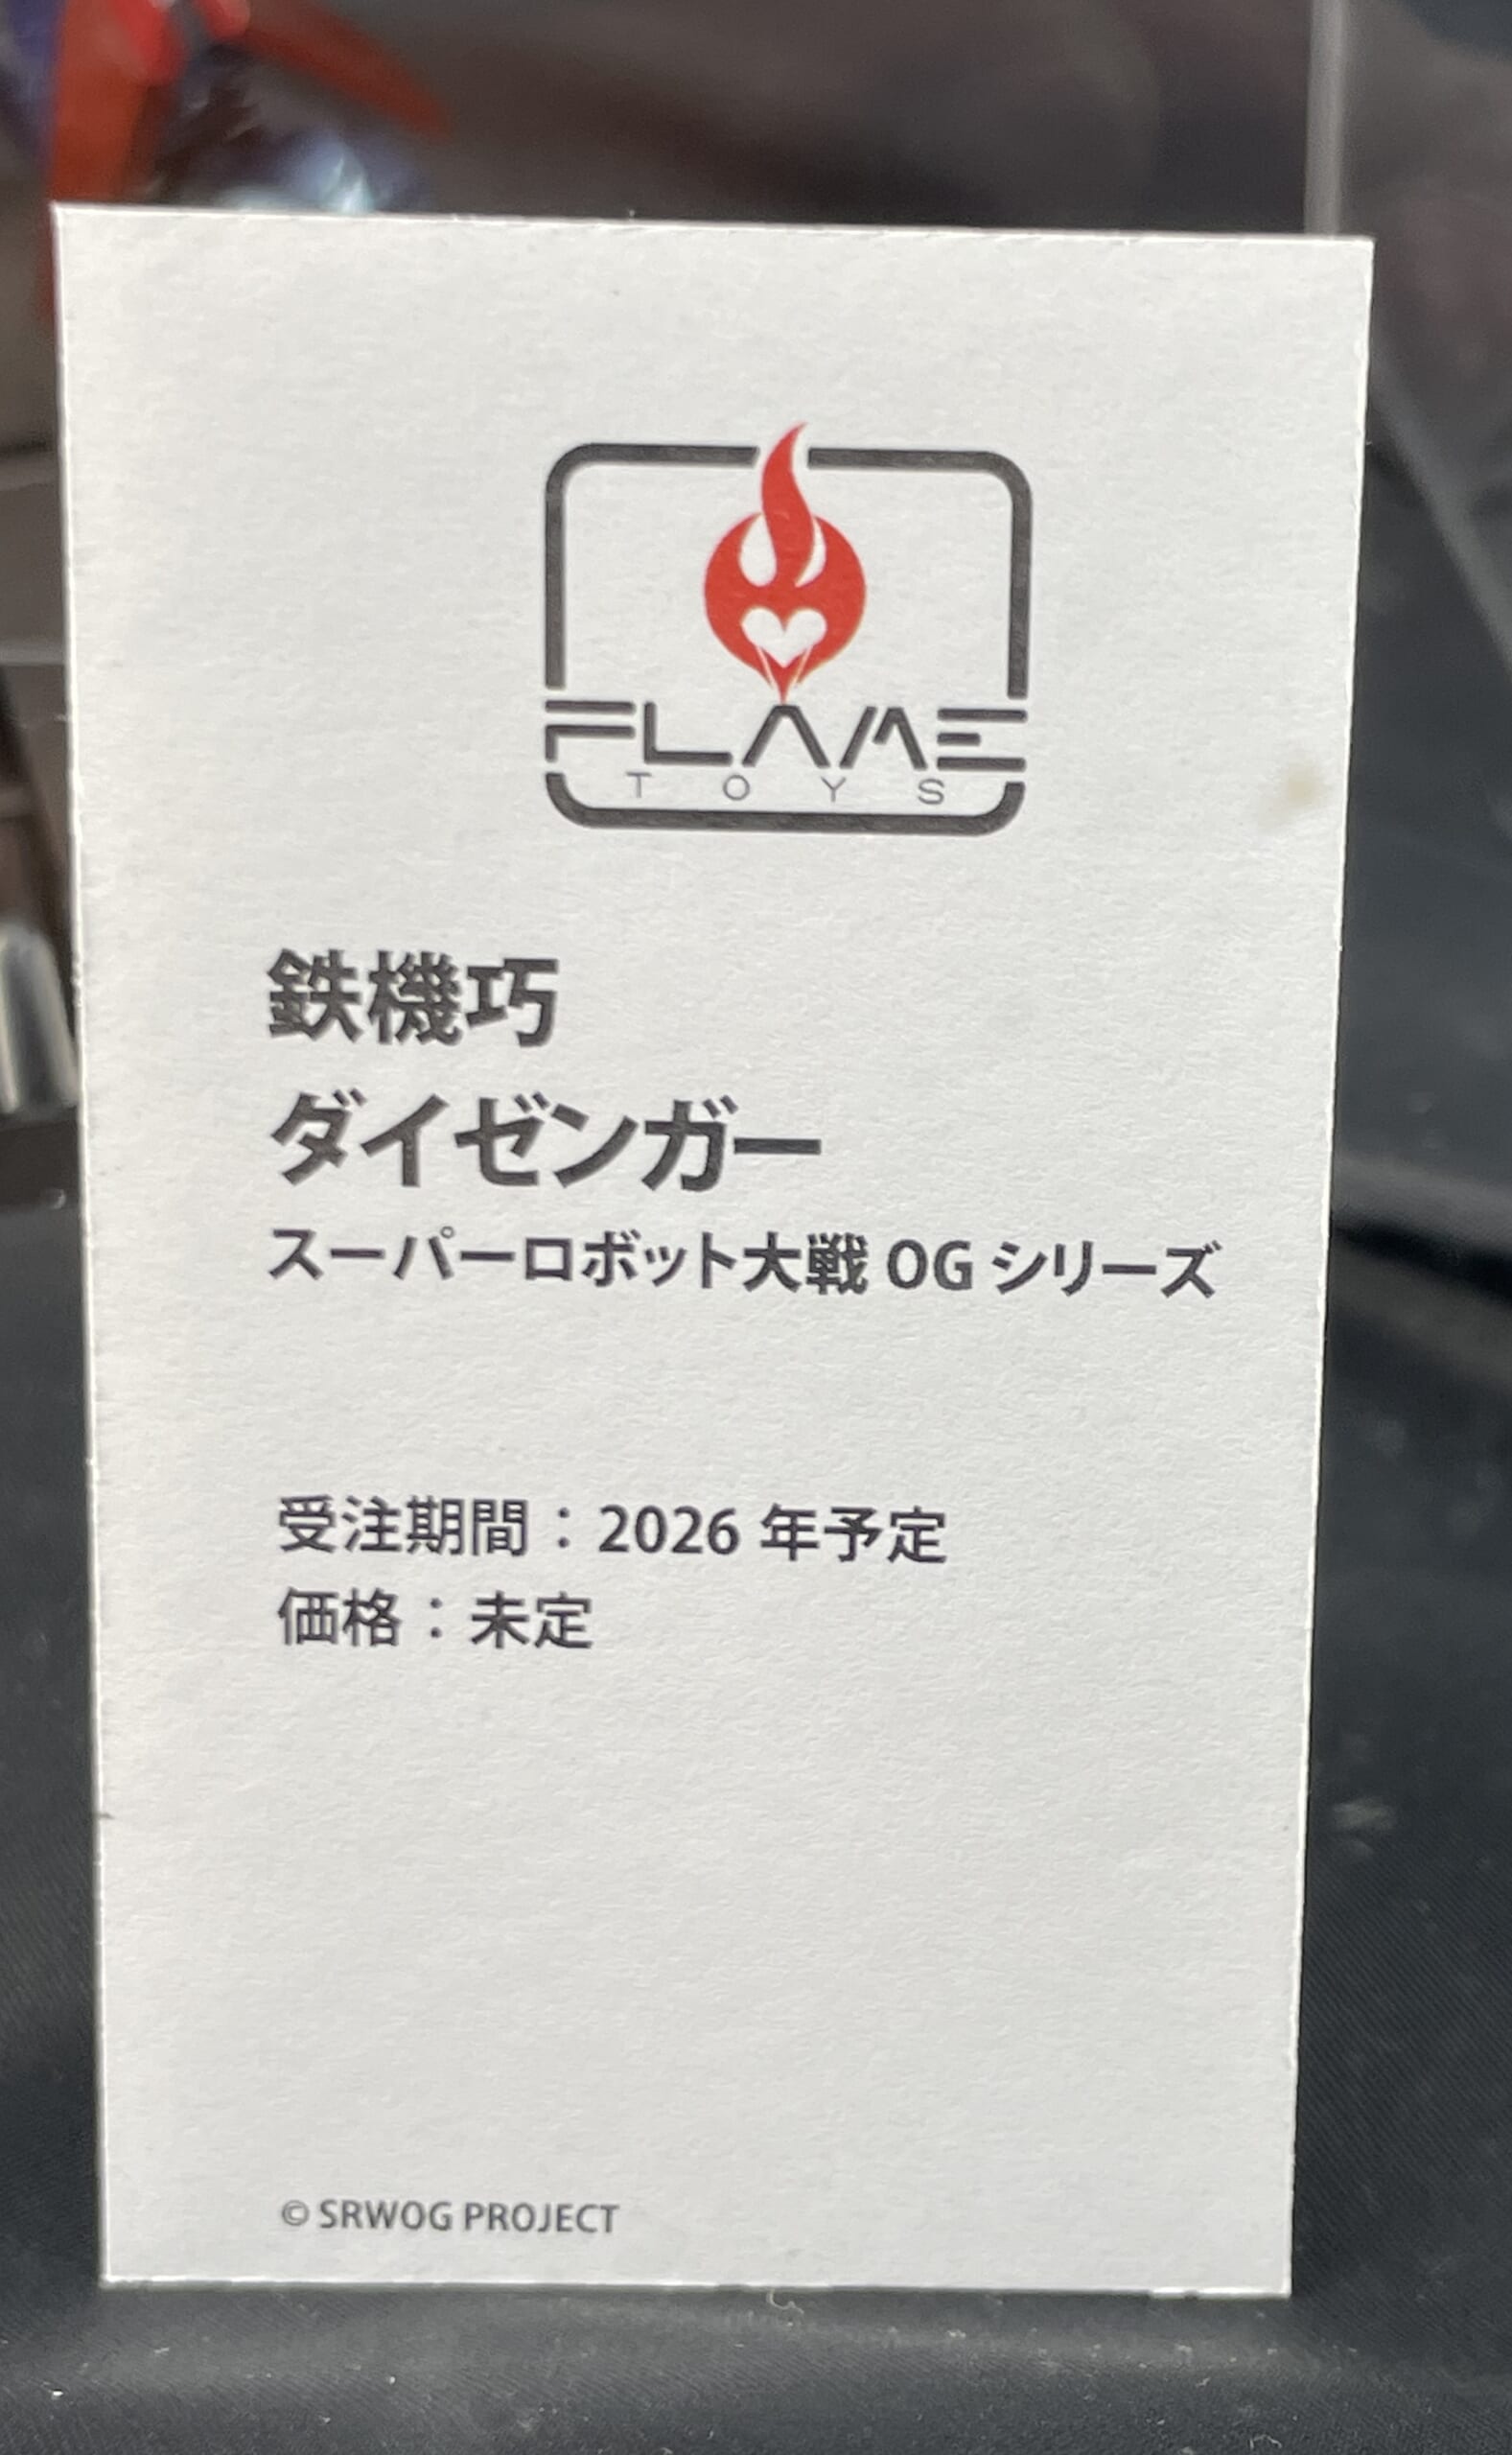 FLAME
TOYS
鉄機巧
ダイゼンガー
スーパーロボット大戦 OG シリーズ
受注期間：2026 年予定
価格：未定
© SRWOG PROJECT